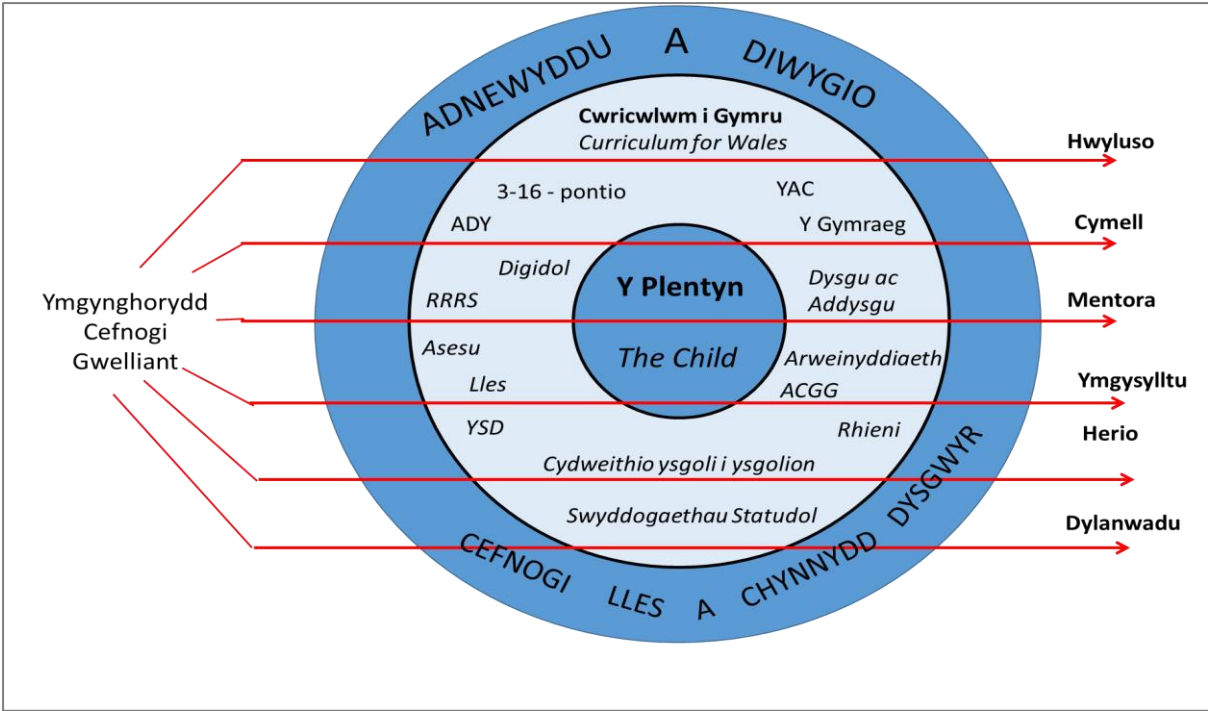 ADNEWYDDU A DIWYGIO
Cwricwlwm i Gymru
Curriculum for Wales
Hwyluso
3-16 - pontio
YAC
ADY
Y Gymraeg
Cymell
Digidol
Y Plentyn
Dysgu ac
Addysgu
RRRS
Mentora
Ymgynghorydd
Cefnogi
Gwelliant
Asesu
The Child
Arweinyddiaeth
Lles
ACGG
Ymgysylltu
YSD
Rhieni
Herio
Cydweithio ysgoli i ysgolion
Swyddogaethau Statudol
Dylanwadu
CEFNOGI LLES A CHYNNYDD DYSGWYR